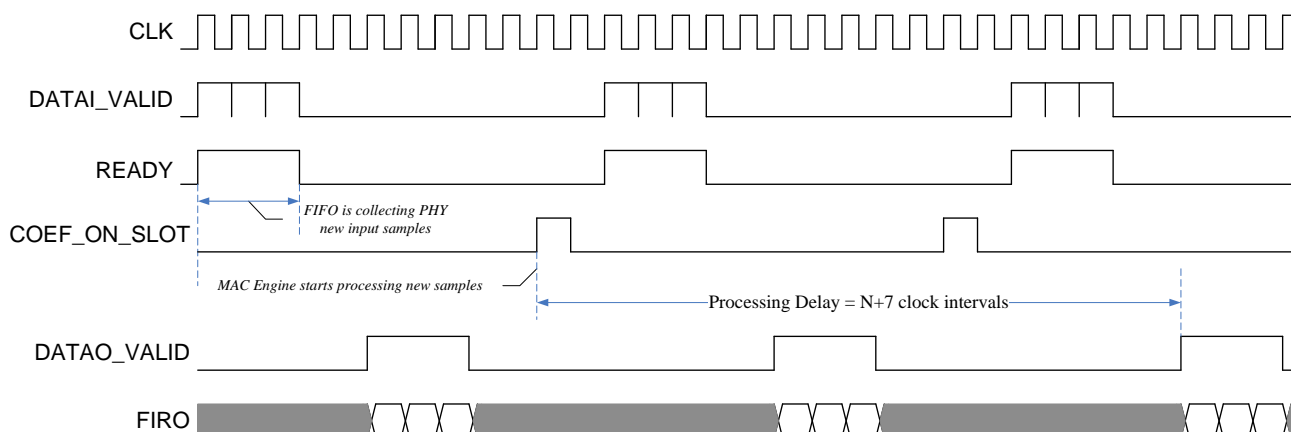 CLK
DATAI_VALID
READY
FIFO is collecting PHY
new input samples
COEF_ON_SLOT
MAC Engine starts processing new samples
Processing Delay = N+7 clock intervals
DATAO_VALID
FIRO